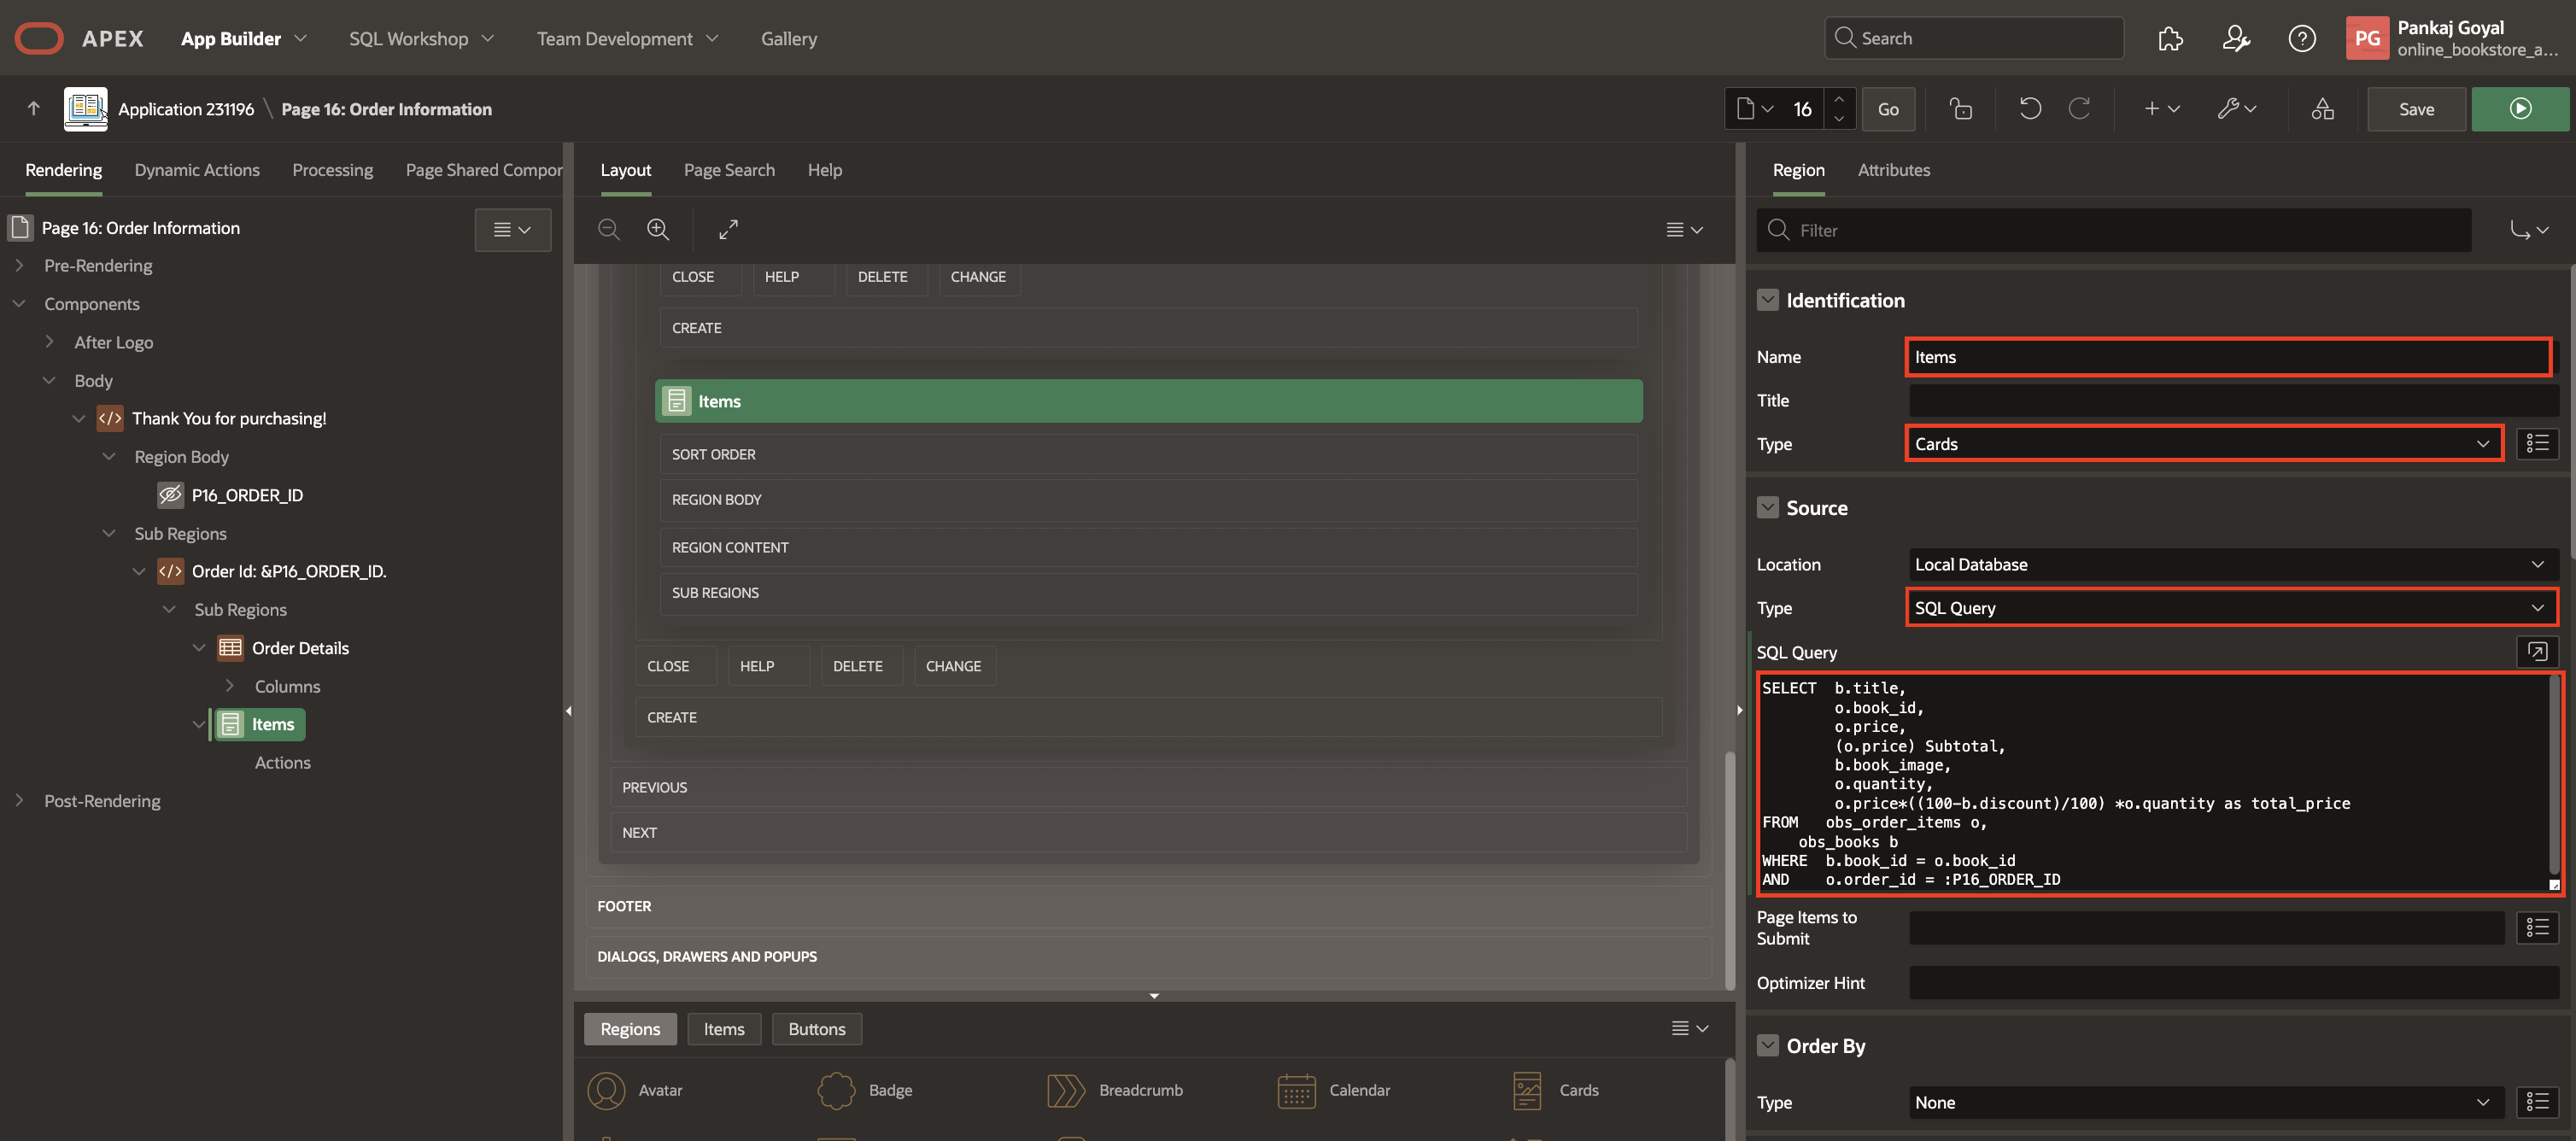 APEX App Builder SQL Workshop Team Development Gallery Search PG Pankaj Goyal
online_bookstore_a...
Application 231196 \ Page 16: Order Information 16 Go Save
Rendering Dynamic Actions Processing Page Shared Compor
Page 16: Order Information
Pre-Rendering
Components
After Logo
Body
</> Thank You for purchasing!
Region Body
P16_ORDER_ID
Sub Regions
</> Order Id: &P16_ORDER_ID.
Sub Regions
Order Details
Columns
Items
Actions
Post-Rendering
Layout Page Search Help
CLOSE HELP DELETE CHANGE
CREATE
Items
SORT ORDER
REGION BODY
REGION CONTENT
SUB REGIONS
CLOSE HELP DELETE CHANGE
CREATE
PREVIOUS
NEXT
FOOTER
DIALOGS, DRAWERS AND POPUPS
Regions Items Buttons
Avatar Badge Breadcrumb Calendar Cards
Region Attributes
Filter
Identification
Name Items
Title
Type Cards
Source
Location Local Database
Type SQL Query
SQL Query
SELECT b.title,
o.book_id,
o.price,
(o.price) Subtotal,
b.book_image,
o.quantity,
o.price*((100-b.discount)/100) *o.quantity as total_price
FROM obs_order_items o,
obs_books b
WHERE b.book_id = o.book_id
AND o.order_id = :P16_ORDER_ID
Page Items to
Submit
Optimizer Hint
Order By
Type None